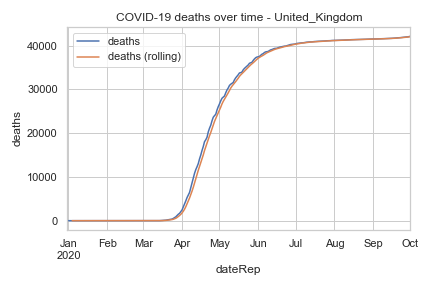 COVID-19 deaths over time - United_Kingdom
deaths
deaths (rolling)
deaths
40000
30000
20000
10000
0
Jan Feb Mar Apr May Jun Jul Aug Sep Oct
2020
dateRep